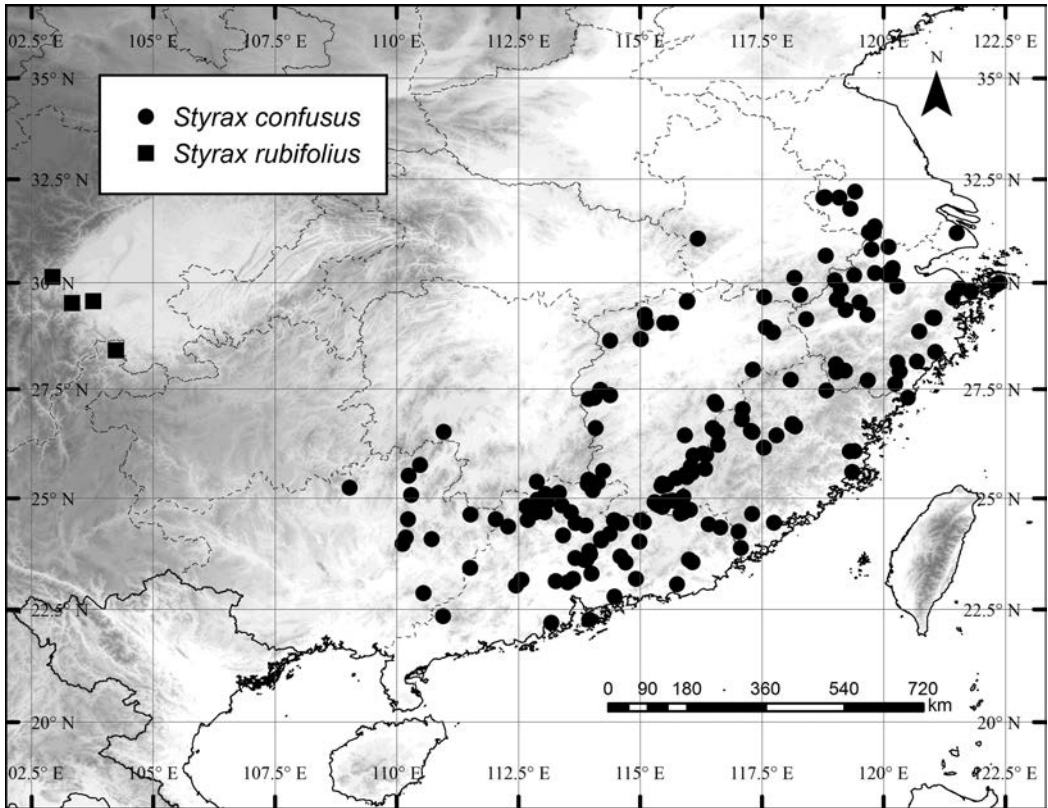 02.5° E 105° E 107.5° E 110° E 112.5° E 115° E 117.5° E 120° E 122.5° E
N
35° N 35° N
Styrax confusus
Styrax rubifolius
32.5° N 32.5° N
30° N 30° N
27.5° N 27.5° N
25° N 25° N
22.5° N 22.5° N
0 90 180 360 540 720
km
20° N 20° N
02.5° E 105° E 107.5° E 110° E 112.5° E 115° E 117.5° E 120° E 122.5° E